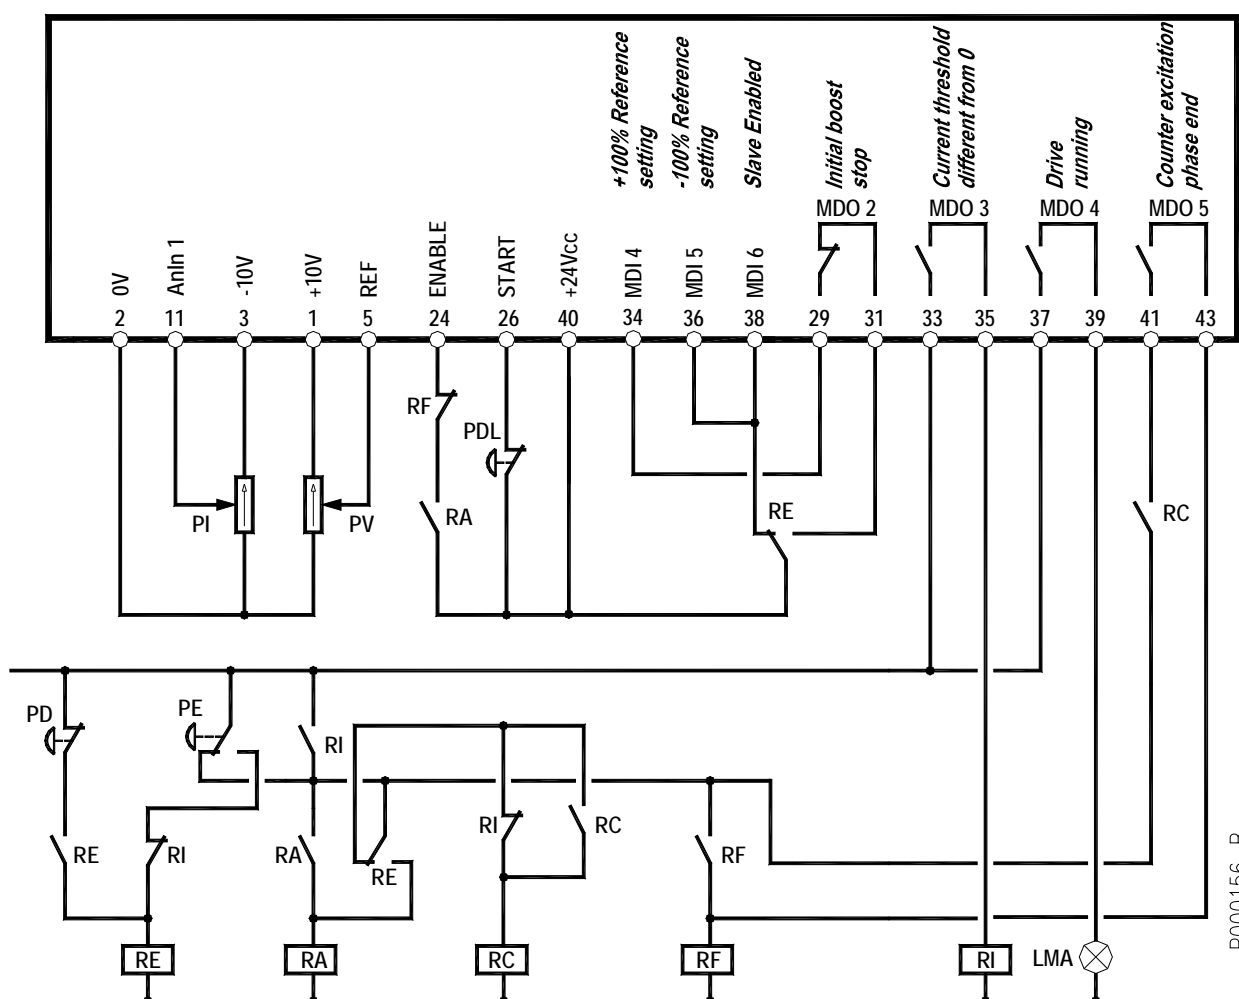 +100% Reference
setting
-100% Reference
setting
Slave Enabled
Initial boost
stop
Current threshold
different from 0
Drive
running
Counter excitation
phase end
MDO 2
MDO 3
MDO 4
MDO 5
0V
AnIn 1
-10V
+10V
REF
ENABLE
START
+24Vcc
MDI 4
MDI 5
MDI 6
2
11
3
1
5
24
26
40
34
36
38
29
31
33
35
37
39
41
43
RF
PDL
PI
PV
RA
RE
RC
PD
PE
RI
RE
RI
RA
RE
RI
RC
RF
RE
RA
RC
RF
RI
LMA